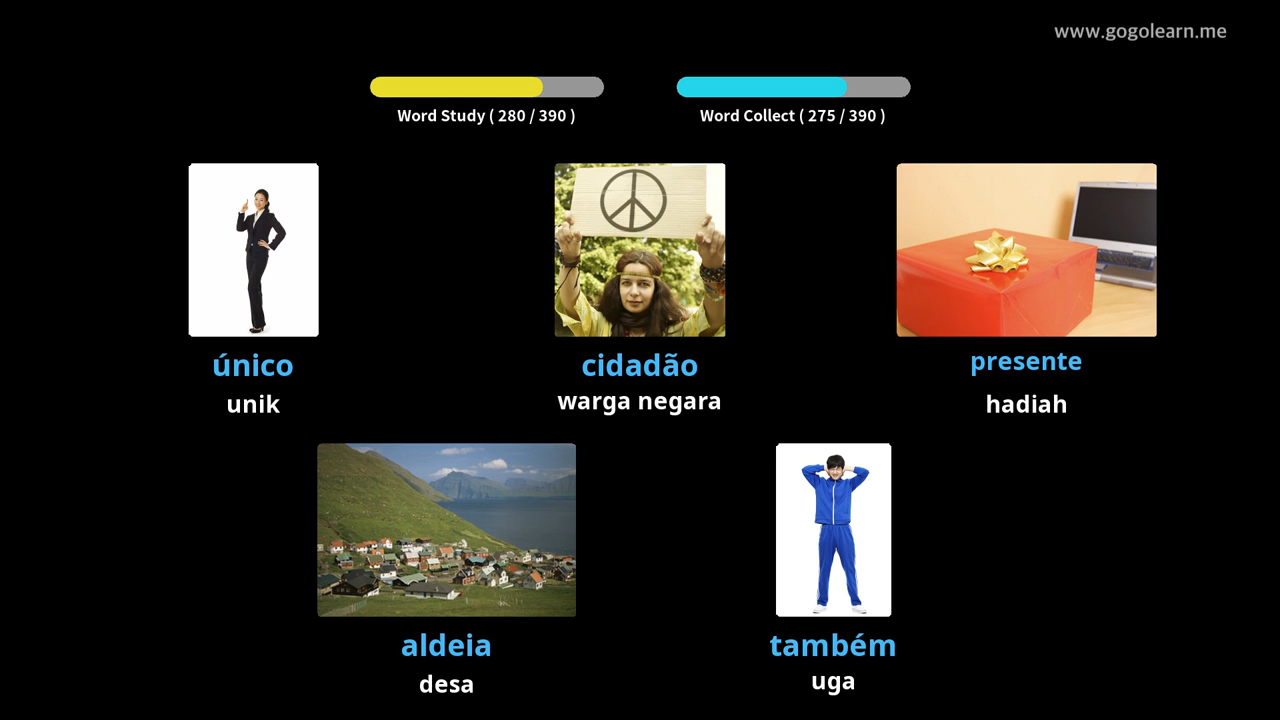 www.gogolearn.me
Word Study ( 280 / 390 )
Word Collect ( 275 / 390 )
único
cidadão
presente
unik
warga negara
hadiah
aldeia
também
desa
uga